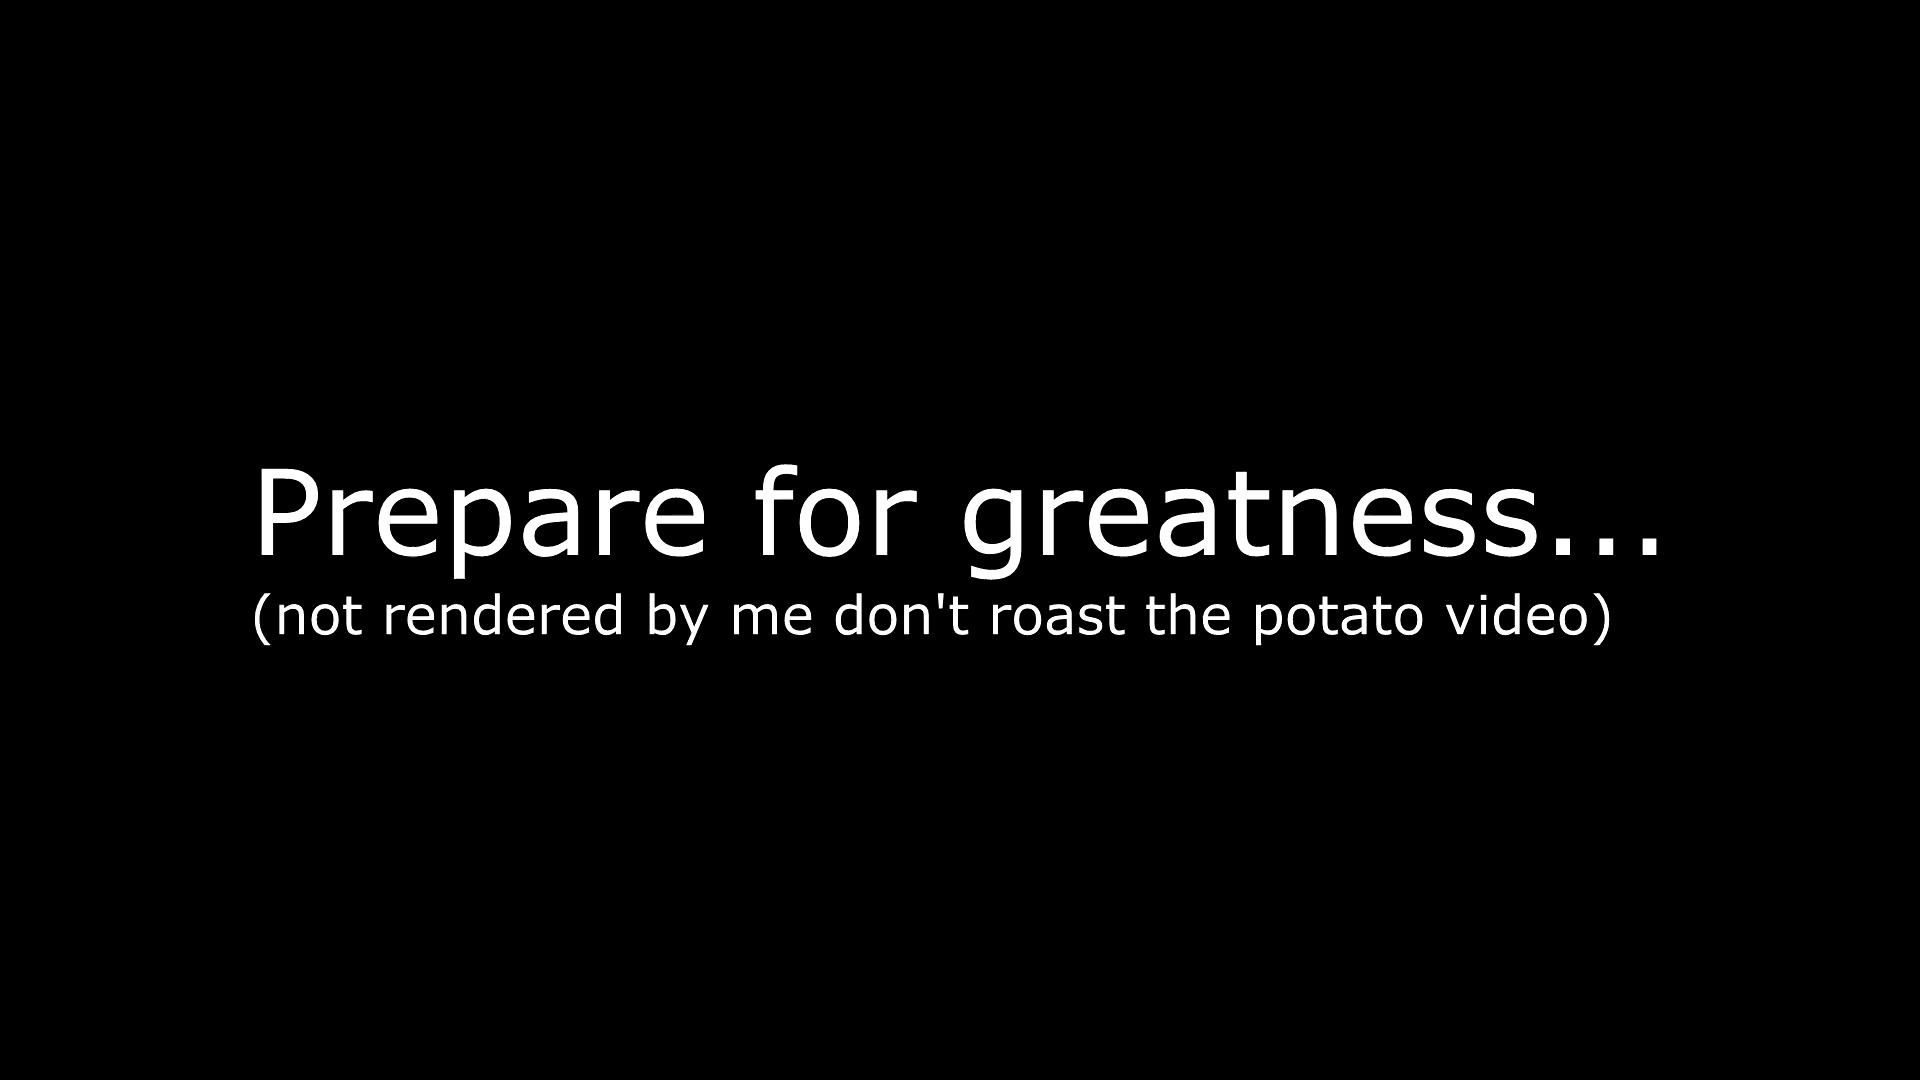 Prepare for greatness...
(not rendered by me don't roast the potato video)